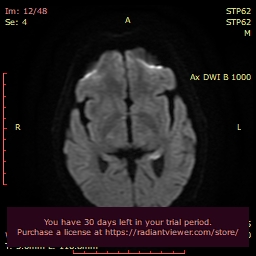 Im: 12/48
Se: 4
A
STP62
STP62
M
Ax DWI B 1000
R
L
You have 30 days left in your trial period.
Purchase a license at https://radiantviewer.com/store/